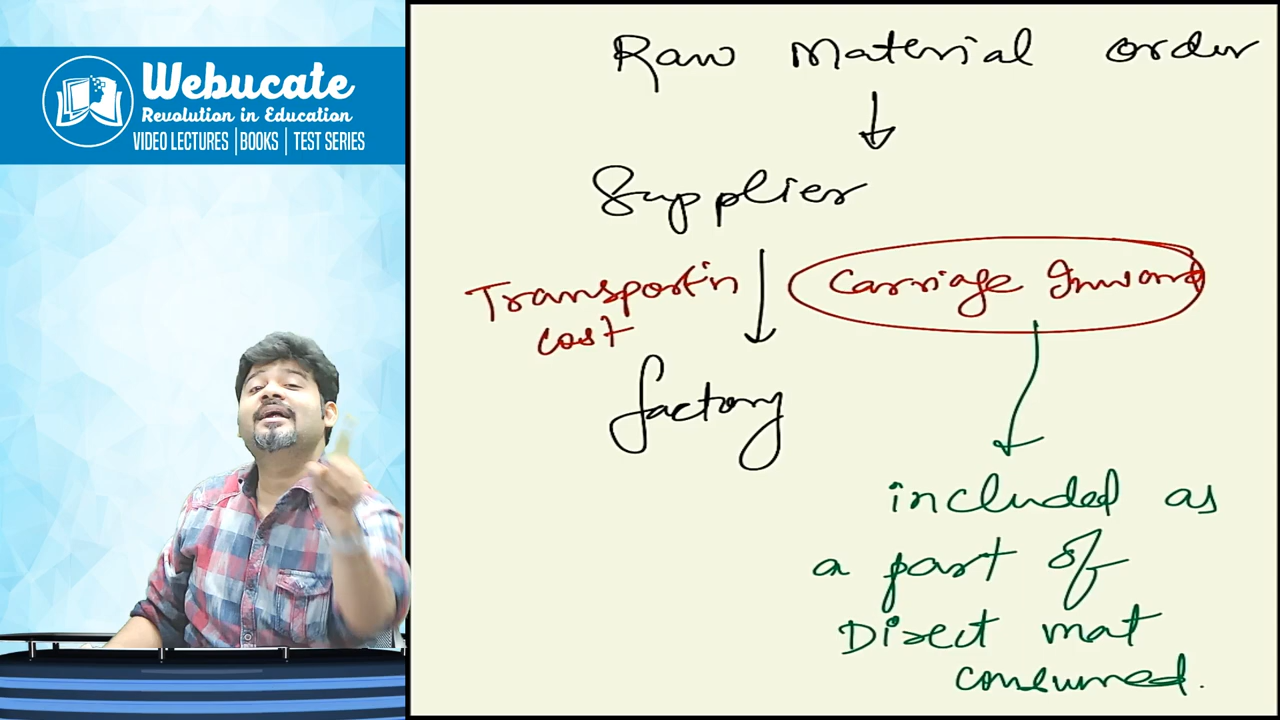 Webucate
Revolution in Education
VIDEO LECTURES | BOOKS | TEST SERIES
Raw Material order
Supplier
Transportin
cost
Carriage Inward
factory
included as
a part of
Direct mat
consumed.